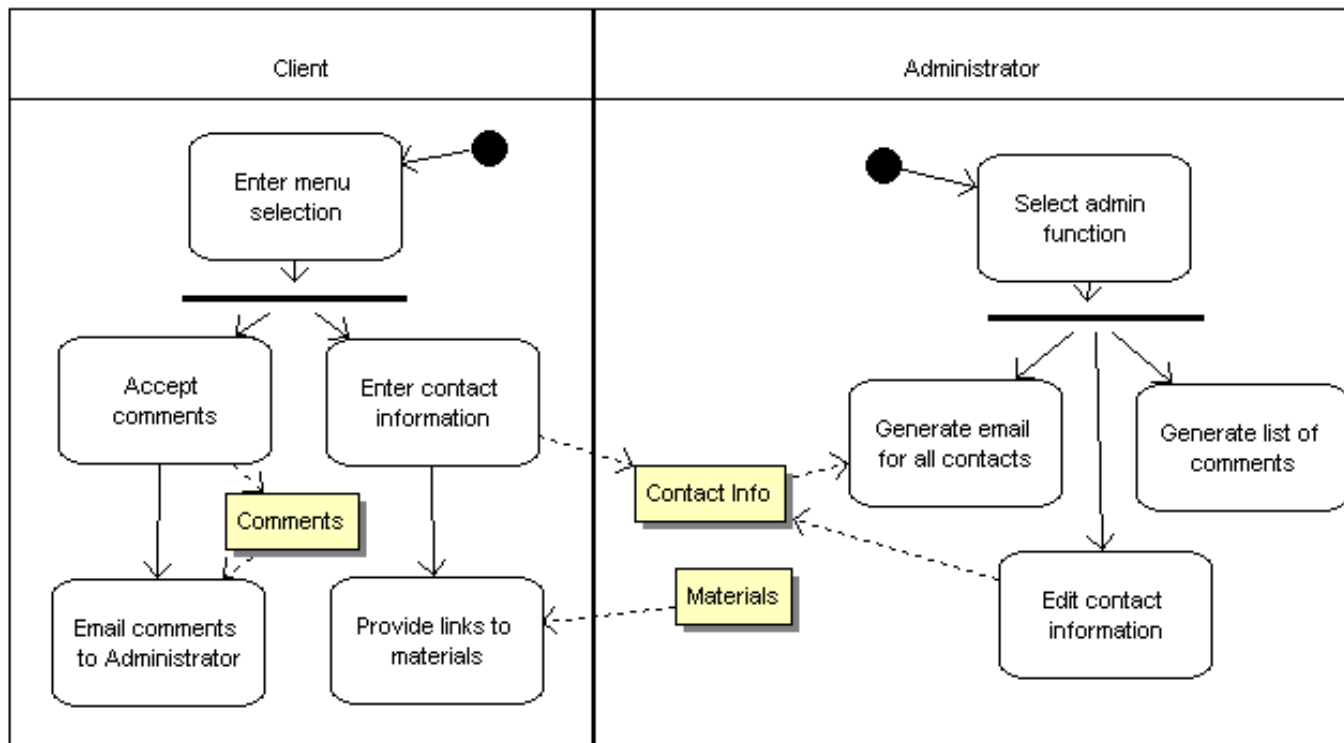 Client
Administrator
Enter menu
selection
Select admin
function
Accept
comments
Enter contact
information
Generate email
for all contacts
Generate list of
comments
Contact Info
Comments
Materials
Email comments
to Administrator
Provide links to
materials
Edit contact
information